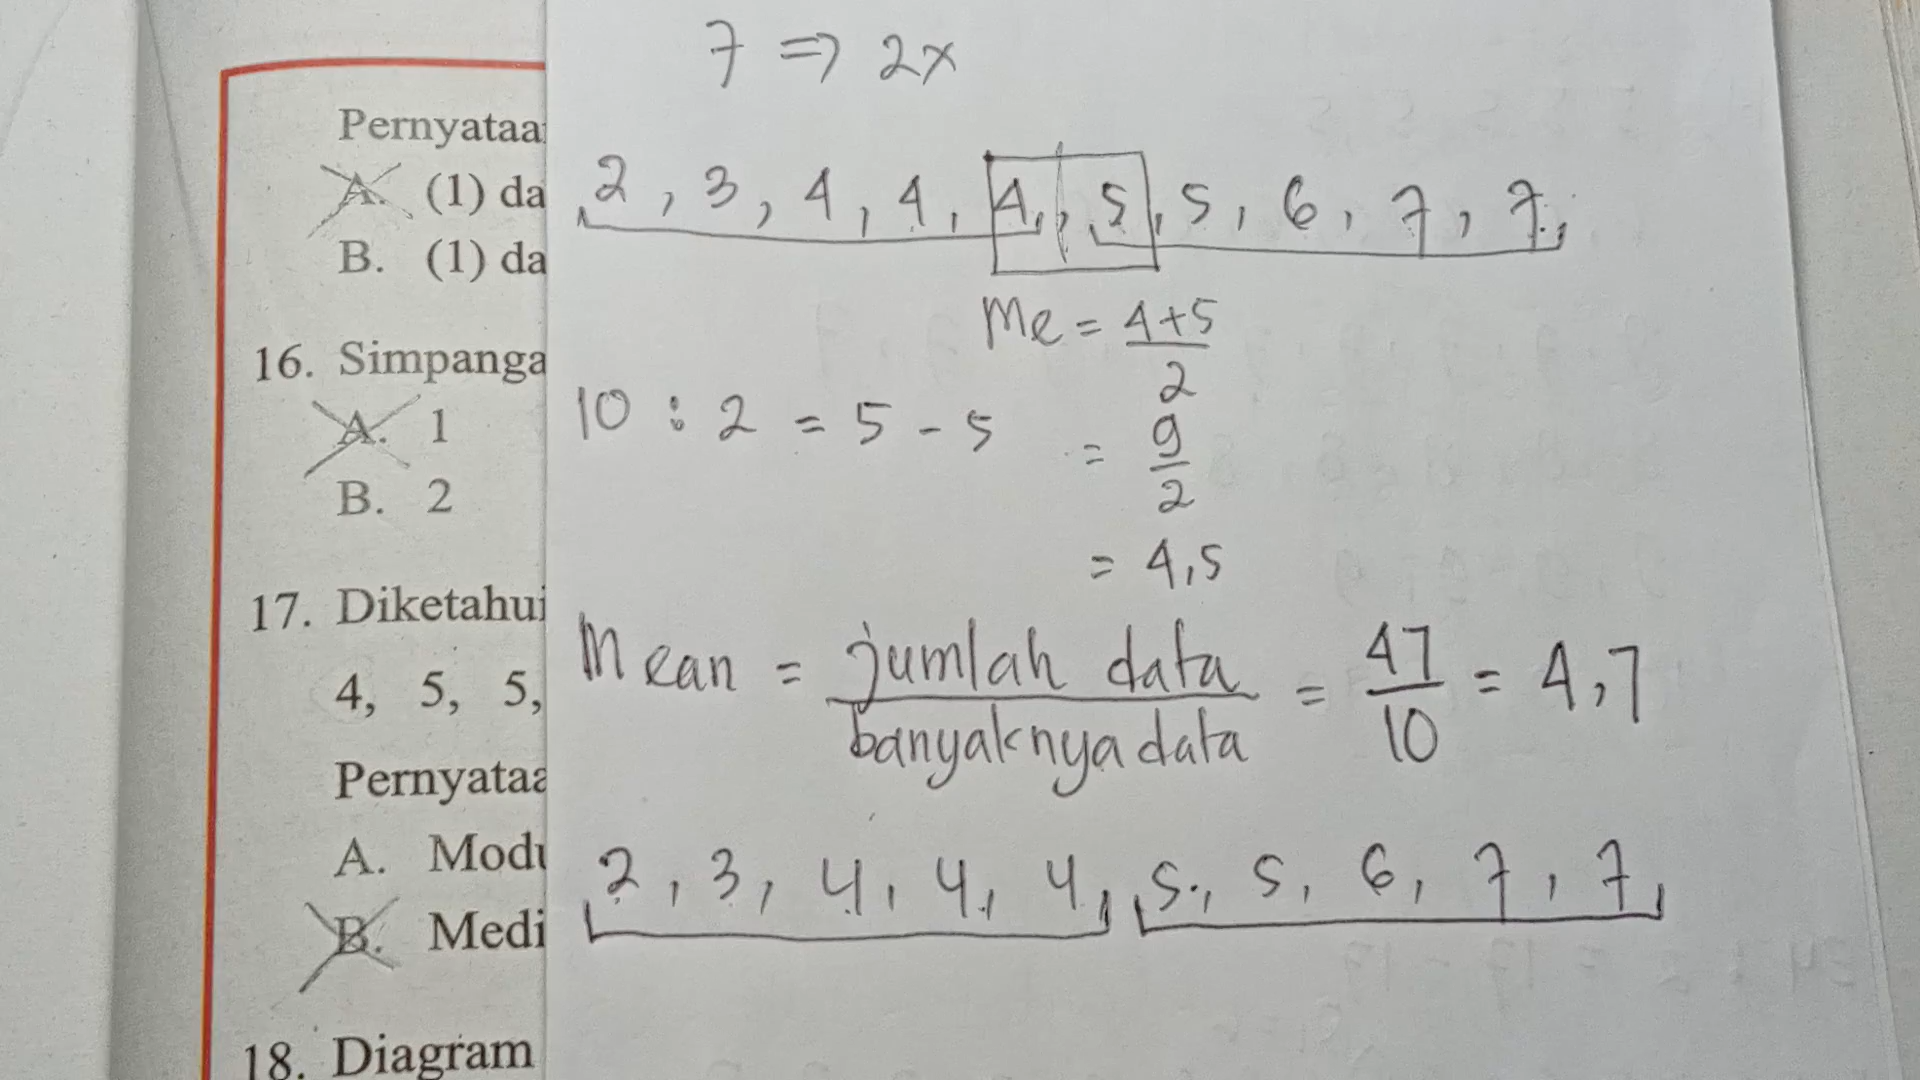 7 => 2x
Pernyataa
A. (1) da
2, 3, 4, 4, 4, 5, 5, 6, 7, 7,
B. (1) da
Me = 4+5
2
16. Simpanga
A. 1
10 : 2 = 5 - 5
= 9
2
B. 2
= 4,5
17. Diketahui
Mean = jumlah data = 47 = 4,7
banyaknya data 10
4, 5, 5,
Pernyataa
A. Modu
2, 3, 4, 4, 4, 5, 5, 6, 7, 7,
B. Medi
18. Diagram